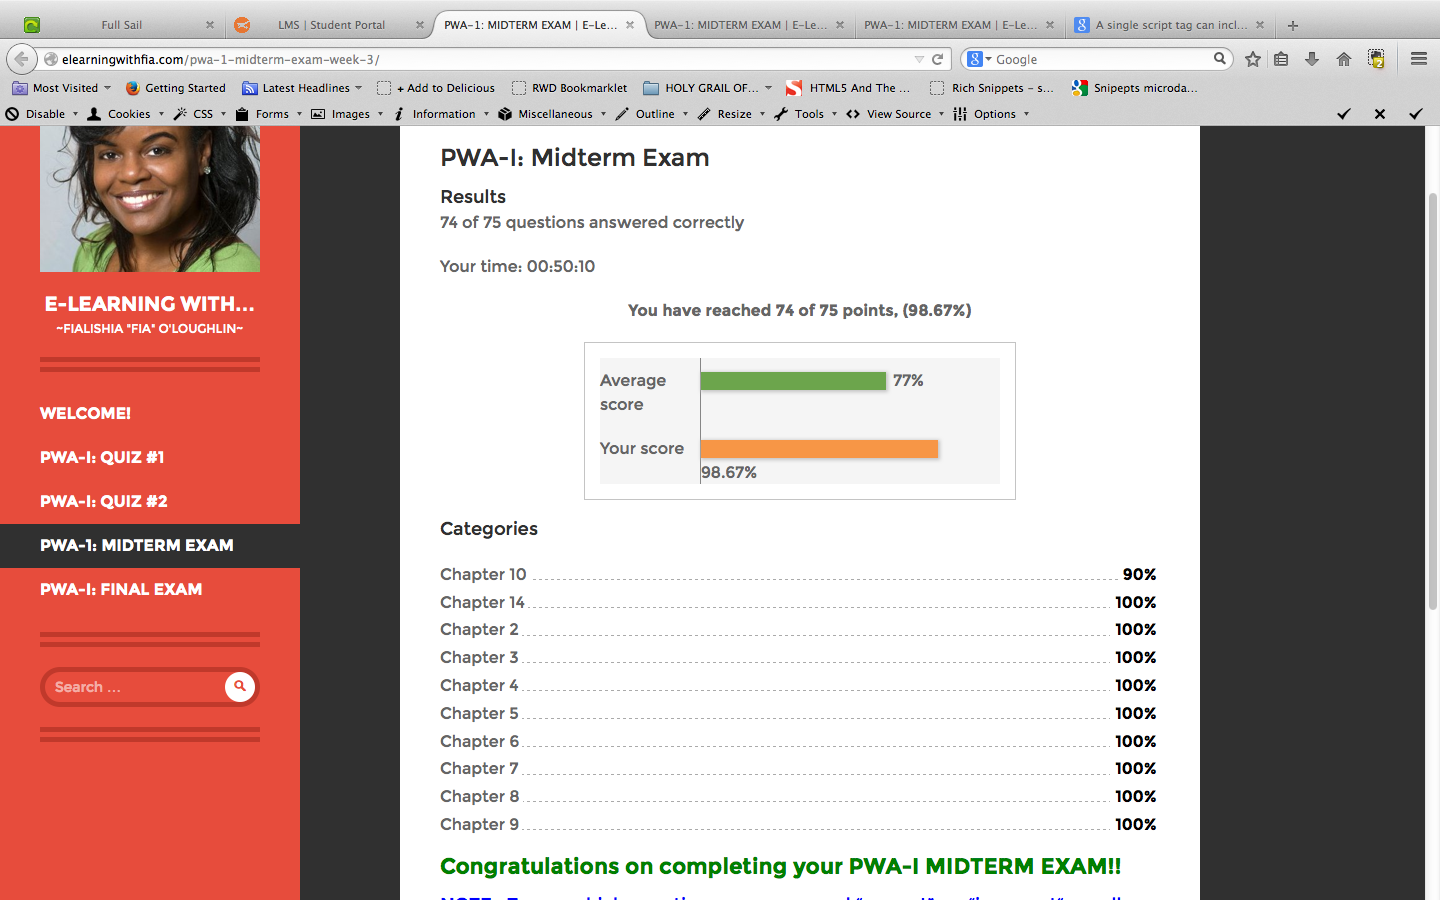 Full Sail
LMS | Student Portal
PWA-1: MIDTERM EXAM | E-Le...
PWA-1: MIDTERM EXAM | E-Le...
PWA-1: MIDTERM EXAM | E-Le...
A single script tag can incl...
elearningwithfia.com/pwa-1-midterm-exam-week-3/
Google
2
Most Visited
Getting Started
Latest Headlines
+ Add to Delicious
RWD Bookmarklet
HOLY GRAIL OF...
HTML5 And The ...
Rich Snippets - s...
Snipepts microda...
Disable
Cookies
CSS
Forms
Images
Information
Miscellaneous
Outline
Resize
Tools
View Source
Options
E-LEARNING WITH...
~FIALISHIA "FIA" O'LOUGHLIN~
WELCOME!
PWA-I: QUIZ #1
PWA-I: QUIZ #2
PWA-1: MIDTERM EXAM
PWA-I: FINAL EXAM
Search ...
PWA-I: Midterm Exam
Results
74 of 75 questions answered correctly
Your time: 00:50:10
You have reached 74 of 75 points, (98.67%)
Average score 77%
Your score
98.67%
Categories
Chapter 10 90%
Chapter 14 100%
Chapter 2 100%
Chapter 3 100%
Chapter 4 100%
Chapter 5 100%
Chapter 6 100%
Chapter 7 100%
Chapter 8 100%
Chapter 9 100%
Congratulations on completing your PWA-I MIDTERM EXAM!!